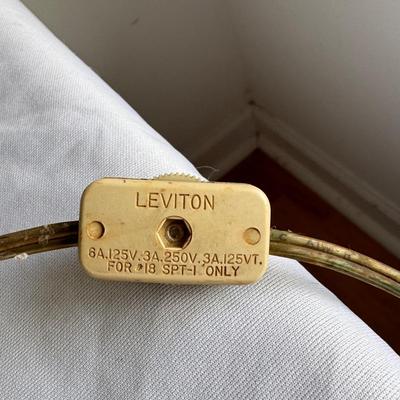 LEVITON
6A.125V.3A.250V.3A.125VT.
FOR #18 SPT-1 ONLY